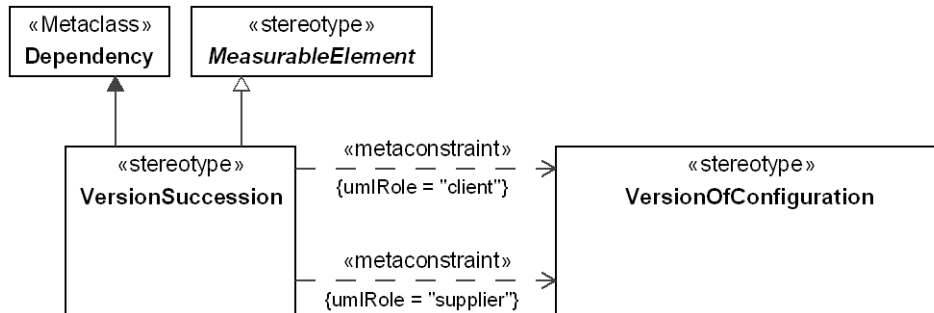 «Metaclass»
Dependency
«stereotype»
MeasurableElement
«stereotype»
VersionSuccession
«metaconstraint»
{umlRole = "client"}
«metaconstraint»
{umlRole = "supplier"}
«stereotype»
VersionOfConfiguration